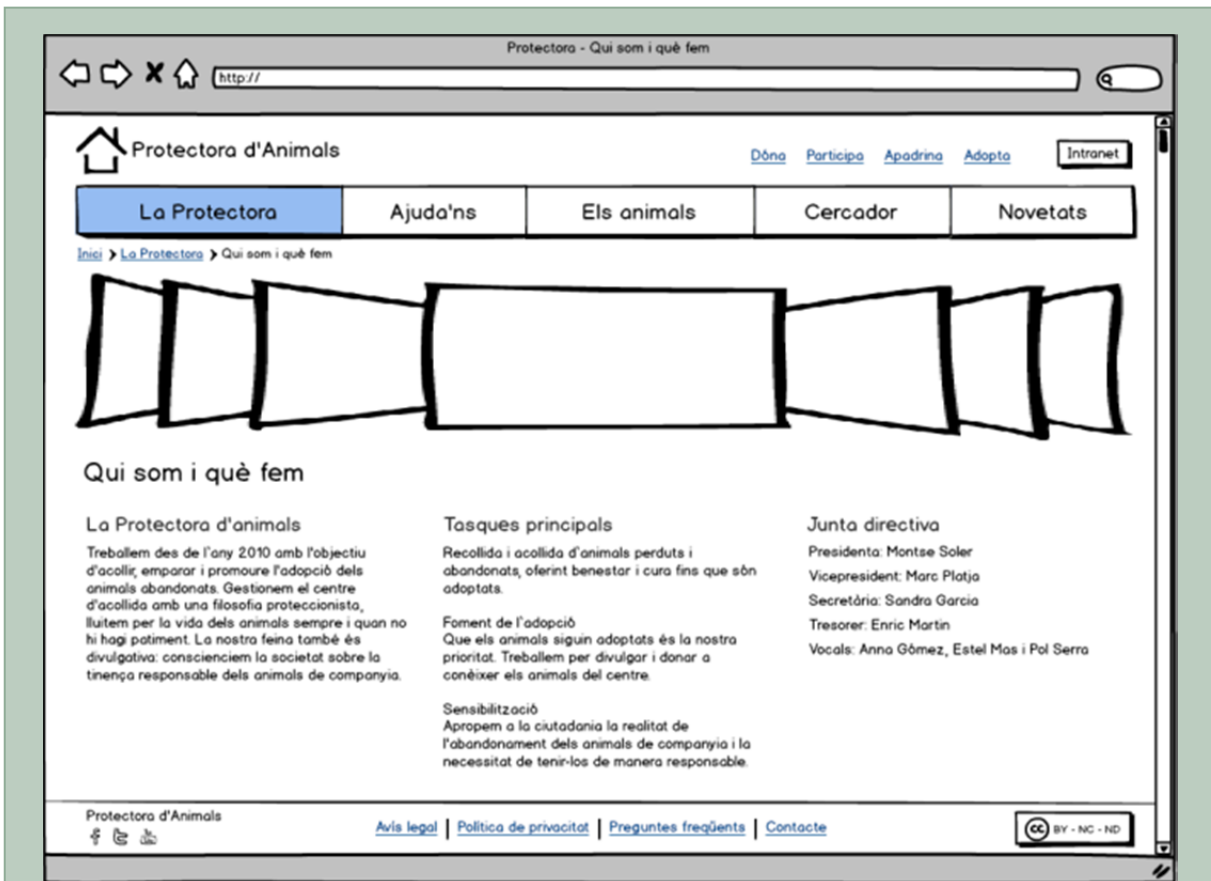 Protectora - Qui som i què fem
http://
Protectora d'Animals
Dóna Participa Apadrina Adopta Intranet
La Protectora Ajuda'ns Els animals Cercador Novetats
Inici > La Protectora > Qui som i què fem
Qui som i què fem
La Protectora d'animals
Treballem des de l'any 2010 amb l'objectiu
d'acollir, emparar i promoure l'adopció dels
animals abandonats. Gestionem el centre
d'acollida amb una filosofia proteccionista,
lluitem per la vida dels animals sempre i quan no
hi hagi patiment. La nostra feina també és
divulgativa: conscienciem la societat sobre la
tinença responsable dels animals de companyia.
Tasques principals
Recollida i acollida d'animals perduts i
abandonats, oferint benestar i cura fins que són
adoptats.
Foment de l'adopció
Que els animals siguin adoptats és la nostra
prioritat. Treballem per divulgar i donar a
conèixer els animals del centre.
Sensibilització
Apropem a la ciutadania la realitat de
l'abandonament dels animals de companyia i la
necessitat de tenir-los de manera responsable.
Junta directiva
Presidenta: Montse Soler
Vicepresident: Marc Platja
Secretària: Sandra Garcia
Tresorer: Enric Martin
Vocals: Anna Gómez, Estel Mas i Pol Serra
Protectora d'Animals
Avís legal | Política de privacitat | Preguntes freqüents | Contacte
cc BY - NC - ND